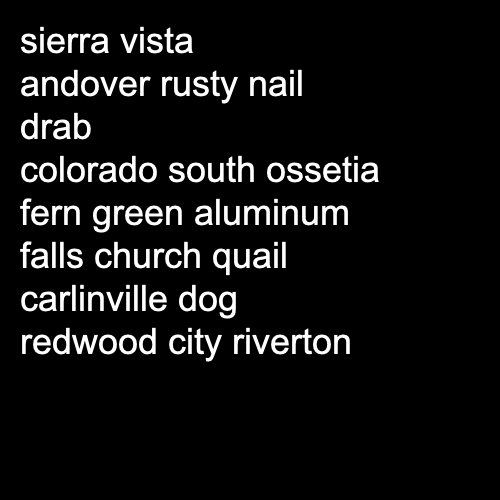 sierra vista
andover rusty nail
drab
colorado south ossetia
fern green aluminum
falls church quail
carlinville dog
redwood city riverton